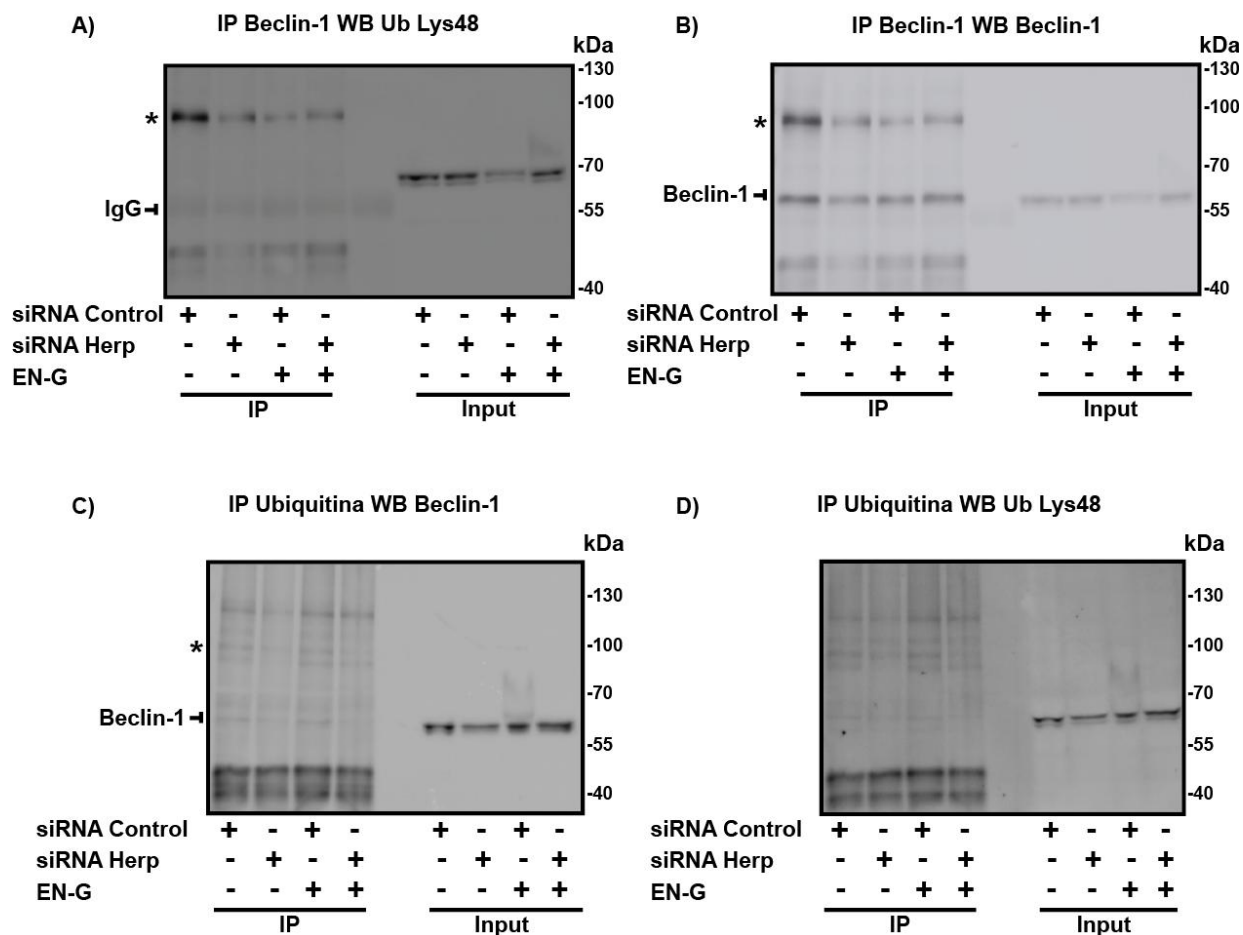 A) IP Beclin-1 WB Ub Lys48
kDa
-130
-100
*
-70
IgG
-55
-40
siRNA Control + - + - + - + -
siRNA Herp - + - + - + - +
EN-G - - + + - - + +
IP Input
B) IP Beclin-1 WB Beclin-1
kDa
-130
-100
*
-70
Beclin-1
-55
-40
siRNA Control + - + - + - + -
siRNA Herp - + - + - + - +
EN-G - - + + - - + +
IP Input
C) IP Ubiquitina WB Beclin-1
kDa
-130
* -100
-70
Beclin-1
-55
-40
siRNA Control + - + - + - + -
siRNA Herp - + - + - + - +
EN-G - - + + - - + +
IP Input
D) IP Ubiquitina WB Ub Lys48
kDa
-130
-100
-70
-55
-40
siRNA Control + - + - + - + -
siRNA Herp - + - + - + - +
EN-G - - + + - - + +
IP Input